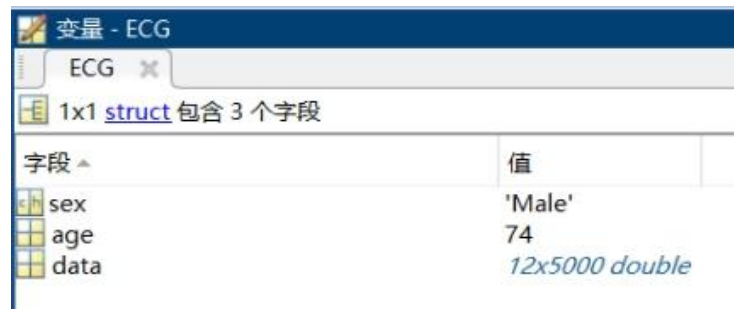 变量 - ECG
ECG
1x1 struct 包含 3 个字段
字段 值
ch sex 'Male'
age 74
data 12x5000 double